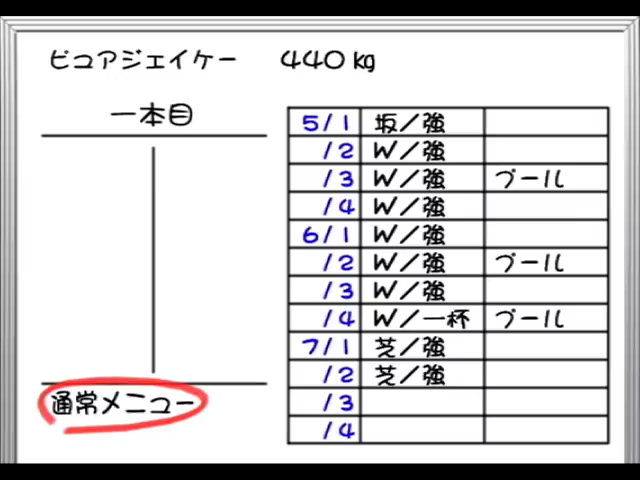 ピュアジェイケー 440kg
一本目
5/1 坂/強
/2 W/強
/3 W/強 プール
/4 W/強
6/1 W/強
/2 W/強 プール
/3 W/強
/4 W/一杯 プール
7/1 芝/強
/2 芝/強
/3
/4
通常メニュー